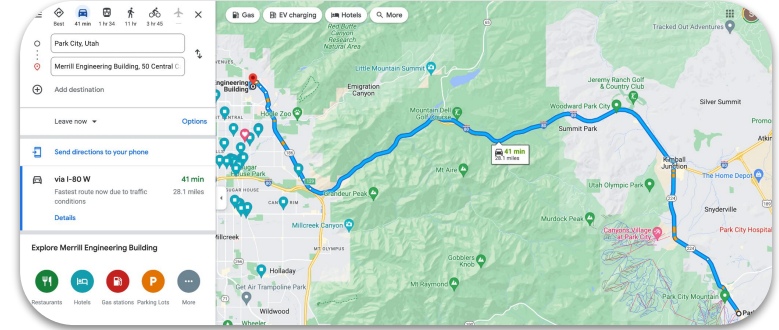 Best
41 min
1 hr 34
11 hr
3 hr 45
Gas
EV charging
Hotels
More
Park City, Utah
Merrill Engineering Building, 50 Central C
Add destination
Leave now
Options
Send directions to your phone
via I-80 W
41 min
Fastest route now due to traffic
28.1 miles
conditions
Details
Explore Merrill Engineering Building
Restaurants
Hotels
Gas stations
Parking Lots
More
Red Butte
Canyon
Research
Natural Area
Tracked Out Adventures
Little Mountain Summit
Emigration
Canyon
Engineering
Building
Jeremy Ranch Golf
& Country Club
Silver Summit
Woodward Park City
Mountain Dell
Golf Course
Summit Park
Hogle Zoo
41 min
28.1 miles
Kimball
Junction
The Home Depot
Mt Aire
Sugar
House Park
SUGAR HOUSE
Grandeur Peak
Utah Olympic Park
Snyderville
Murdock Peak
Canyons Village
at Park City
Park City Hospital
Millcreek Canyon
Millcreek
MT OLYMPUS
224
224
Gobblers
Knob
Holladay
Get Air Trampoline Park
Mt Raymond
Park City Mountain
Wildwood
Wheeler